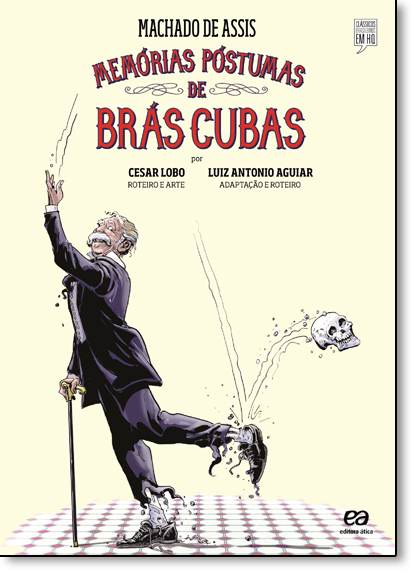 MACHADO DE ASSIS
CLÁSSICOS
BRASILEIROS
EM HQ
MEMÓRIAS PÓSTUMAS
DE
BRÁS CUBAS
por
CESAR LOBO
ROTEIRO E ARTE
LUIZ ANTONIO AGUIAR
ADAPTAÇÃO E ROTEIRO
ea
editora ática